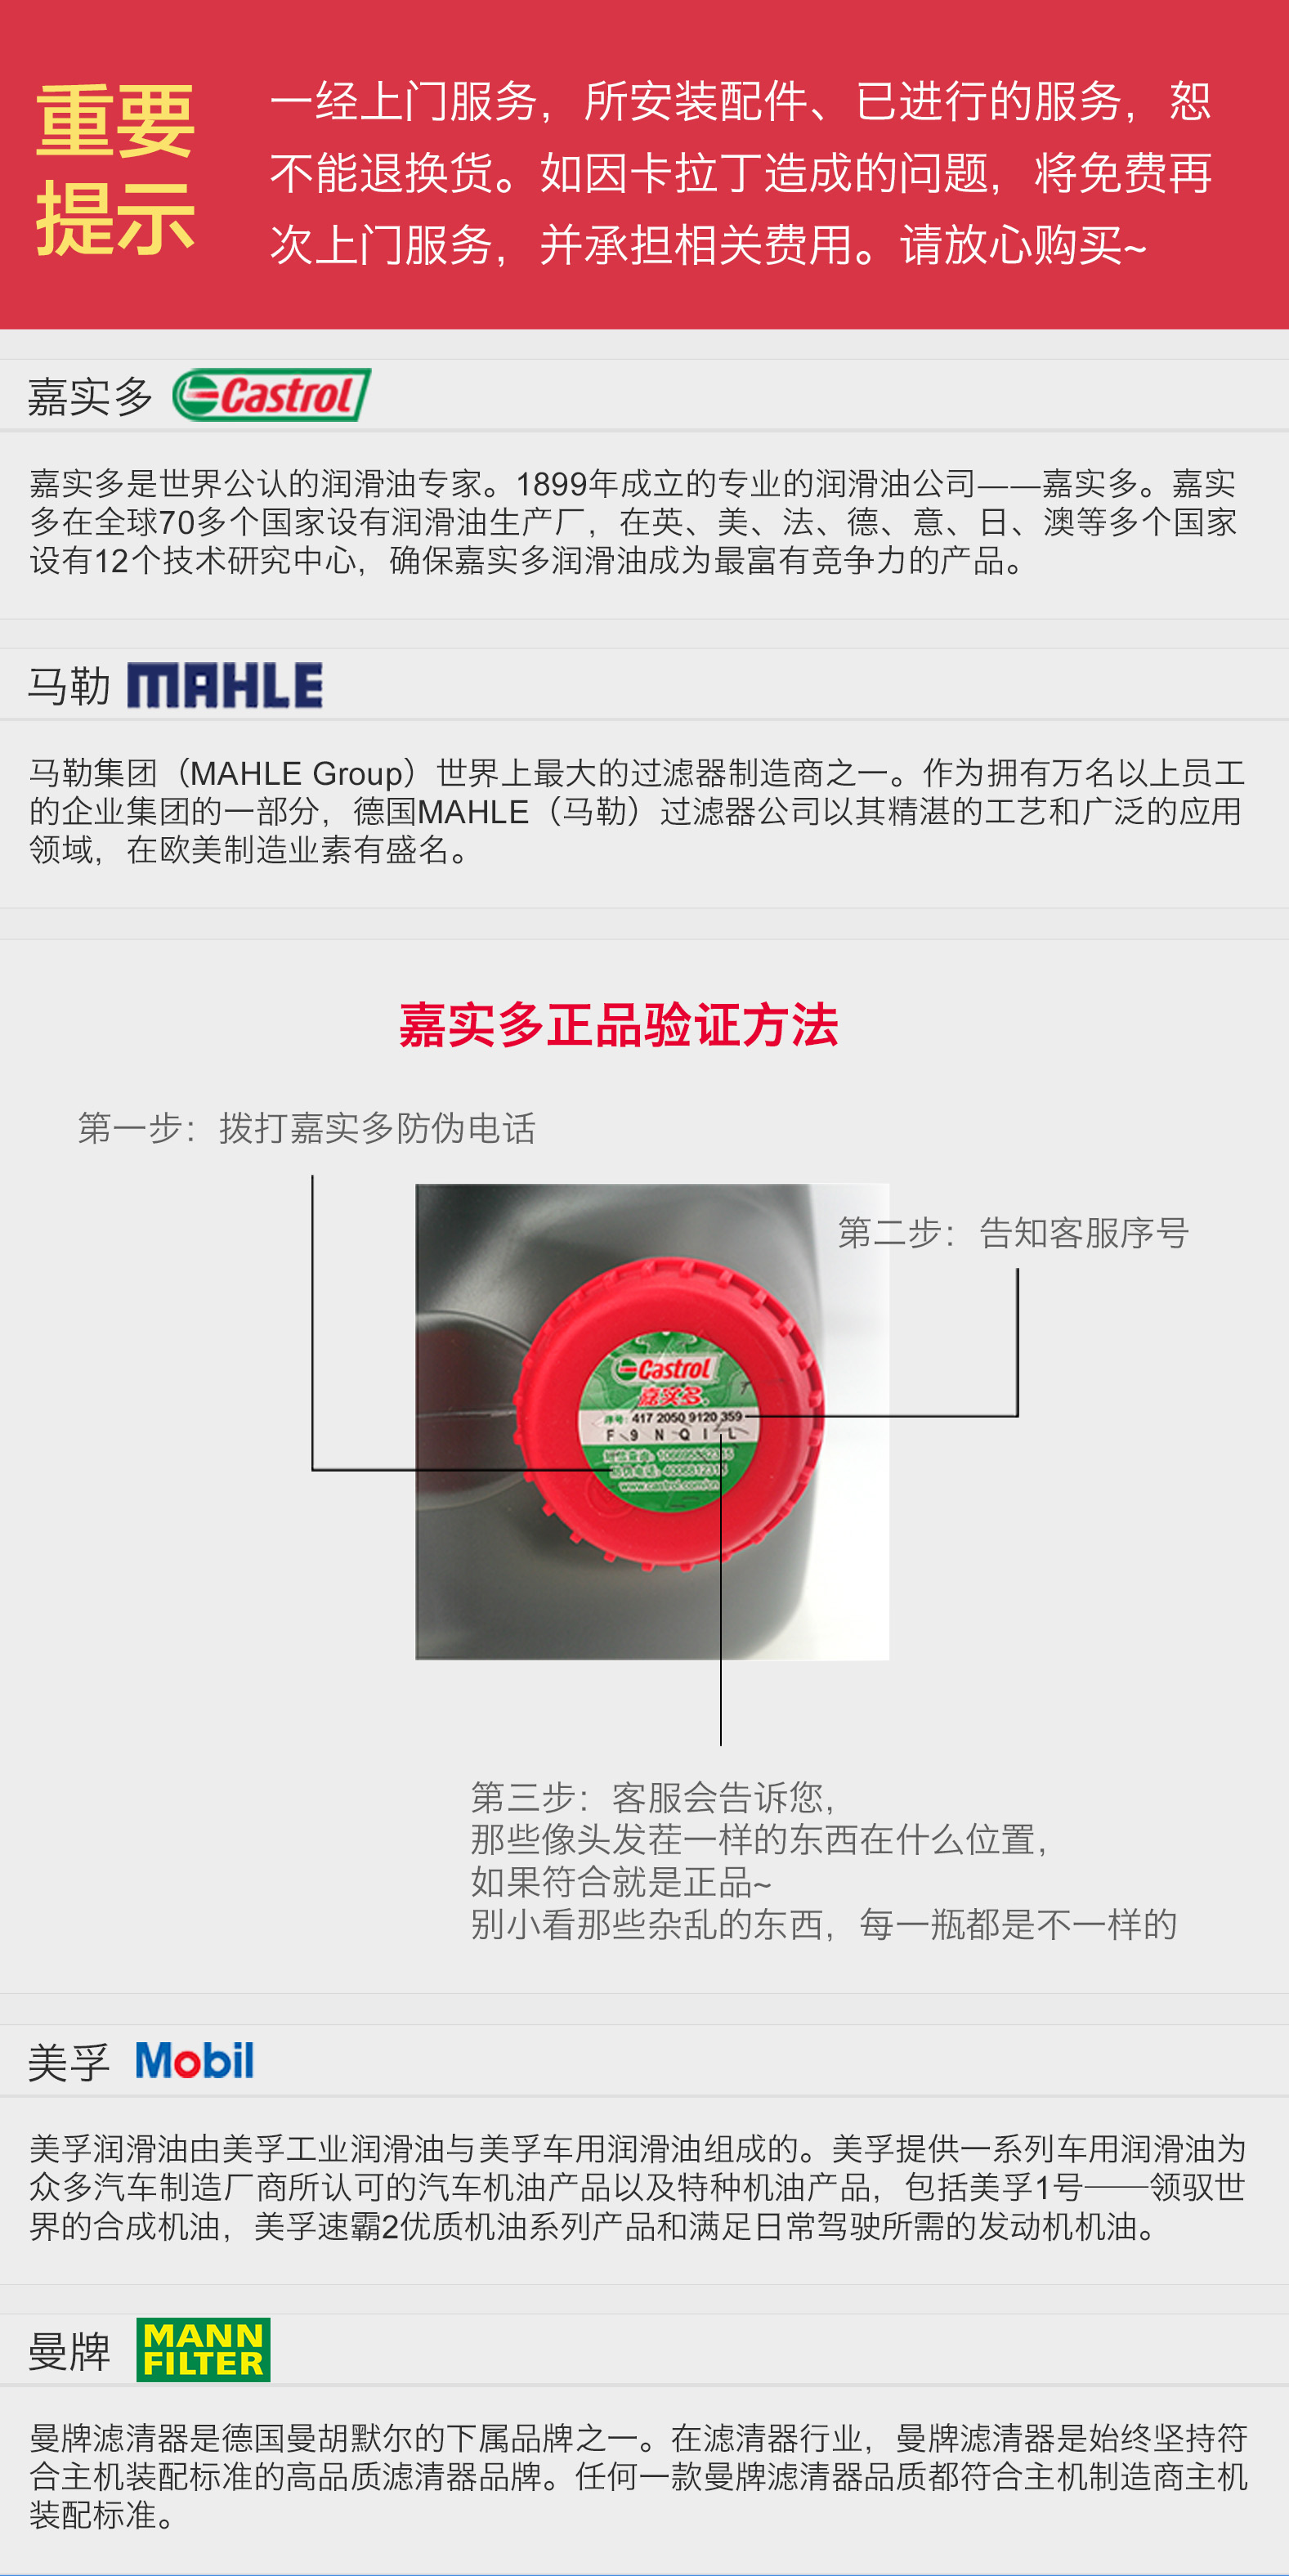 重要
提示
一经上门服务，所安装配件、已进行的服务，恕
不能退换货。如因卡拉丁造成的问题，将免费再
次上门服务，并承担相关费用。请放心购买~
嘉实多 Castrol
嘉实多是世界公认的润滑油专家。1899年成立的专业的润滑油公司——嘉实多。嘉实
多在全球70多个国家设有润滑油生产厂，在英、美、法、德、意、日、澳等多个国家
设有12个技术研究中心，确保嘉实多润滑油成为最富有竞争力的产品。
马勒 MAHLE
马勒集团（MAHLE Group）世界上最大的过滤器制造商之一。作为拥有万名以上员工
的企业集团的一部分，德国MAHLE（马勒）过滤器公司以其精湛的工艺和广泛的应用
领域，在欧美制造业素有盛名。
嘉实多正品验证方法
第一步：拨打嘉实多防伪电话
第二步：告知客服序号
Castrol
嘉实多
序号: 417 2050 9120 359
F 9 N Q I L
www.castrol.com/cn
第三步：客服会告诉您，
那些像头发茬一样的东西在什么位置，
如果符合就是正品~
别小看那些杂乱的东西，每一瓶都是不一样的
美孚 Mobil
美孚润滑油由美孚工业润滑油与美孚车用润滑油组成的。美孚提供一系列车用润滑油为
众多汽车制造厂商所认可的汽车机油产品以及特种机油产品，包括美孚1号——领驭世
界的合成机油，美孚速霸2优质机油系列产品和满足日常驾驶所需的发动机机油。
曼牌 MANN
FILTER
曼牌滤清器是德国曼胡默尔的下属品牌之一。在滤清器行业，曼牌滤清器是始终坚持符
合主机装配标准的高品质滤清器品牌。任何一款曼牌滤清器品质都符合主机制造商主机
装配标准。